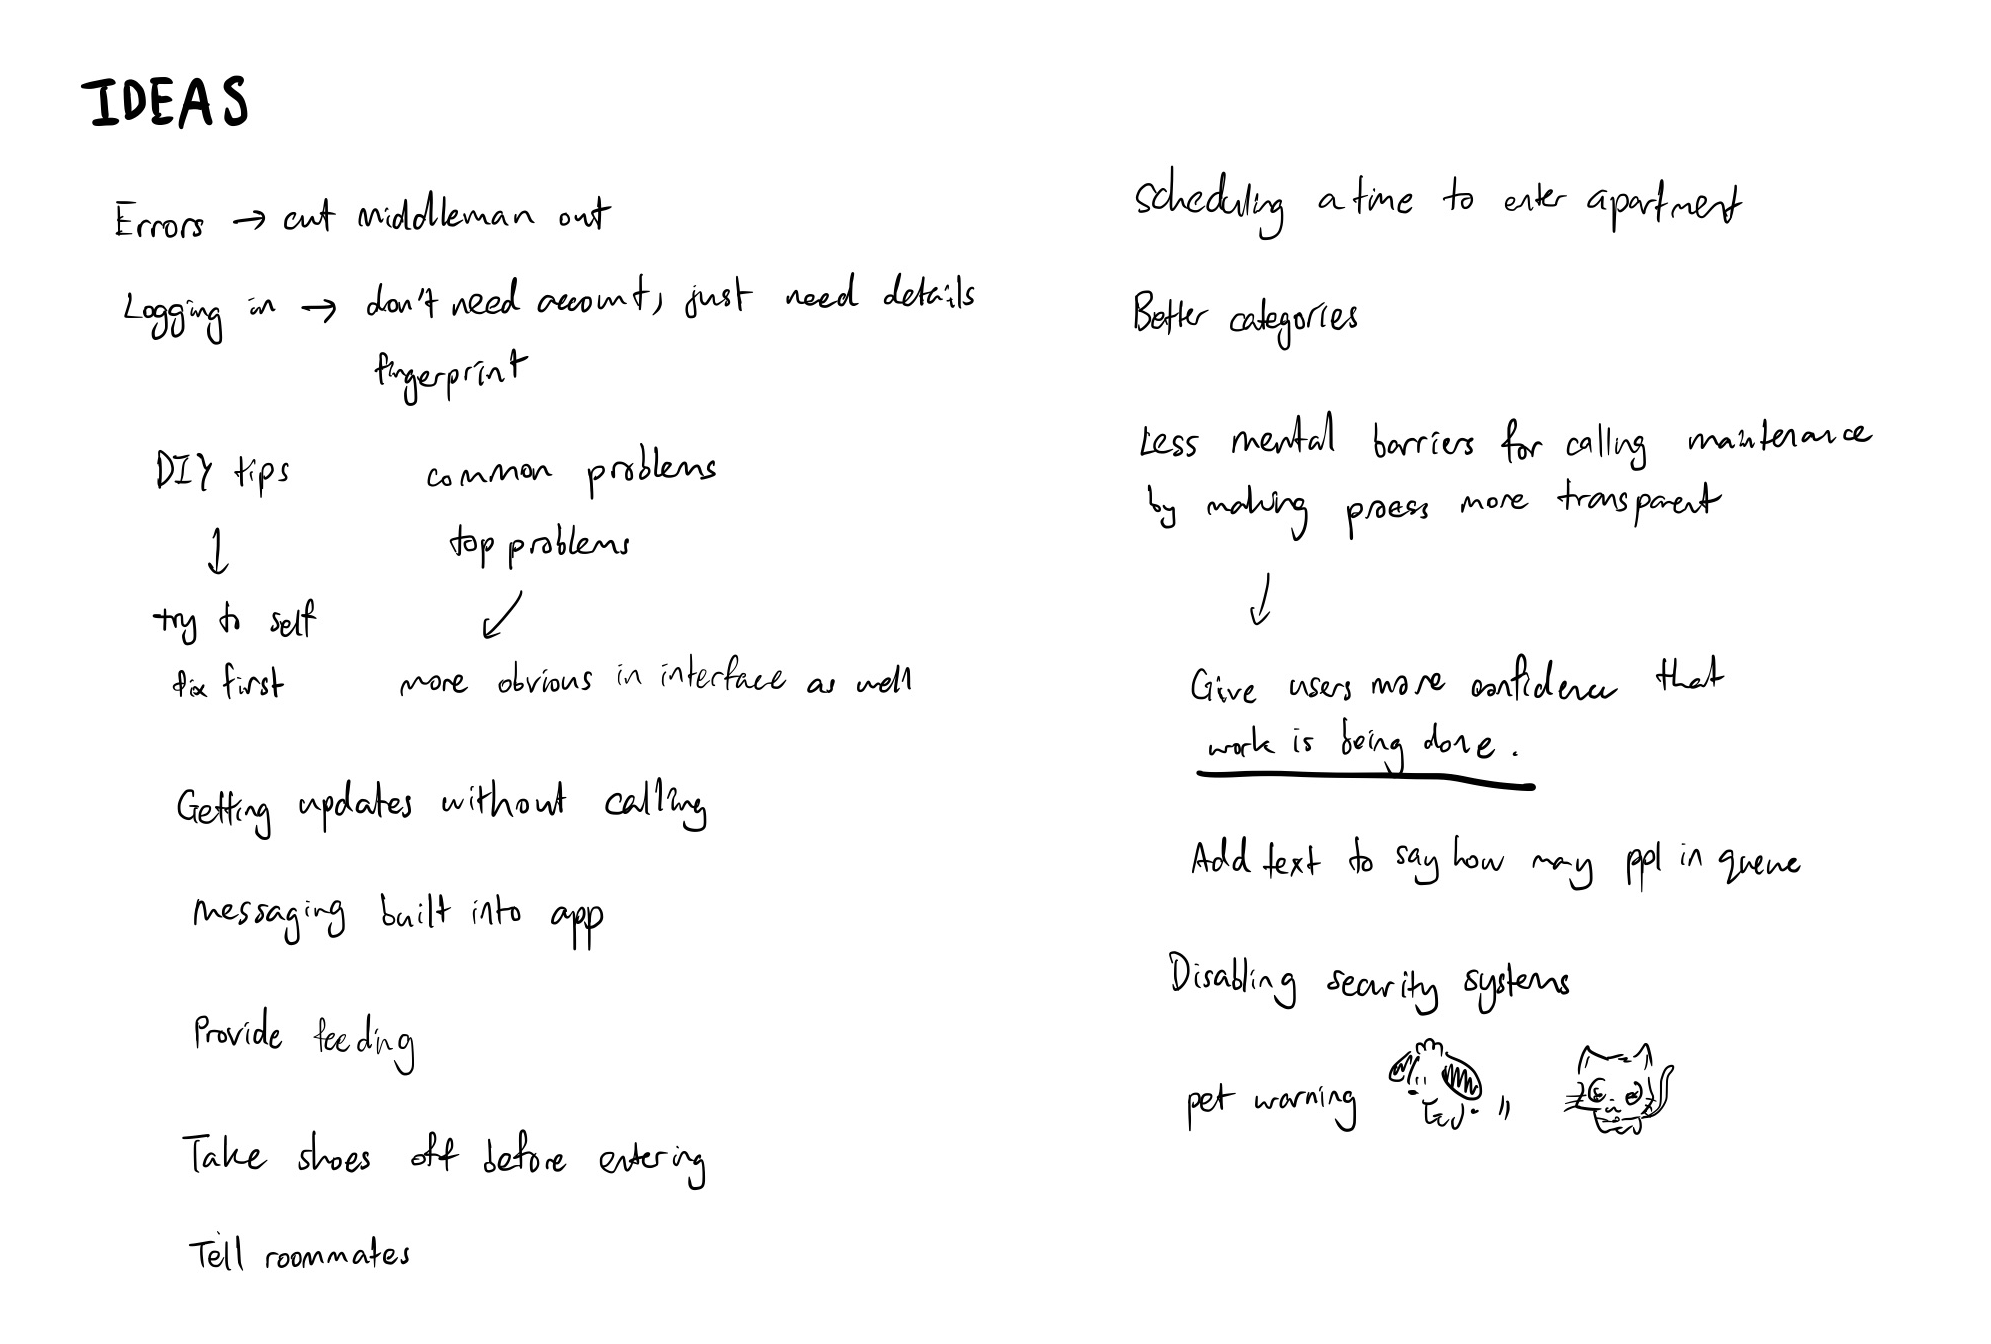 IDEAS
Errors → cut middleman out
Logging in → don't need account, just need details
fingerprint
DIY tips
↓
try to self
fix first
common problems
top problems
↙
more obvious in interface as well
Getting updates without calling
messaging built into app
Provide feeding
Take shoes off before entering
Tell roommates
scheduling a time to enter apartment
Better categories
Less mental barriers for calling maintenance
by making process more transparent
↓
Give users more confidence that
work is being done.
Add text to say how may ppl in queue
Disabling security systems
pet warning